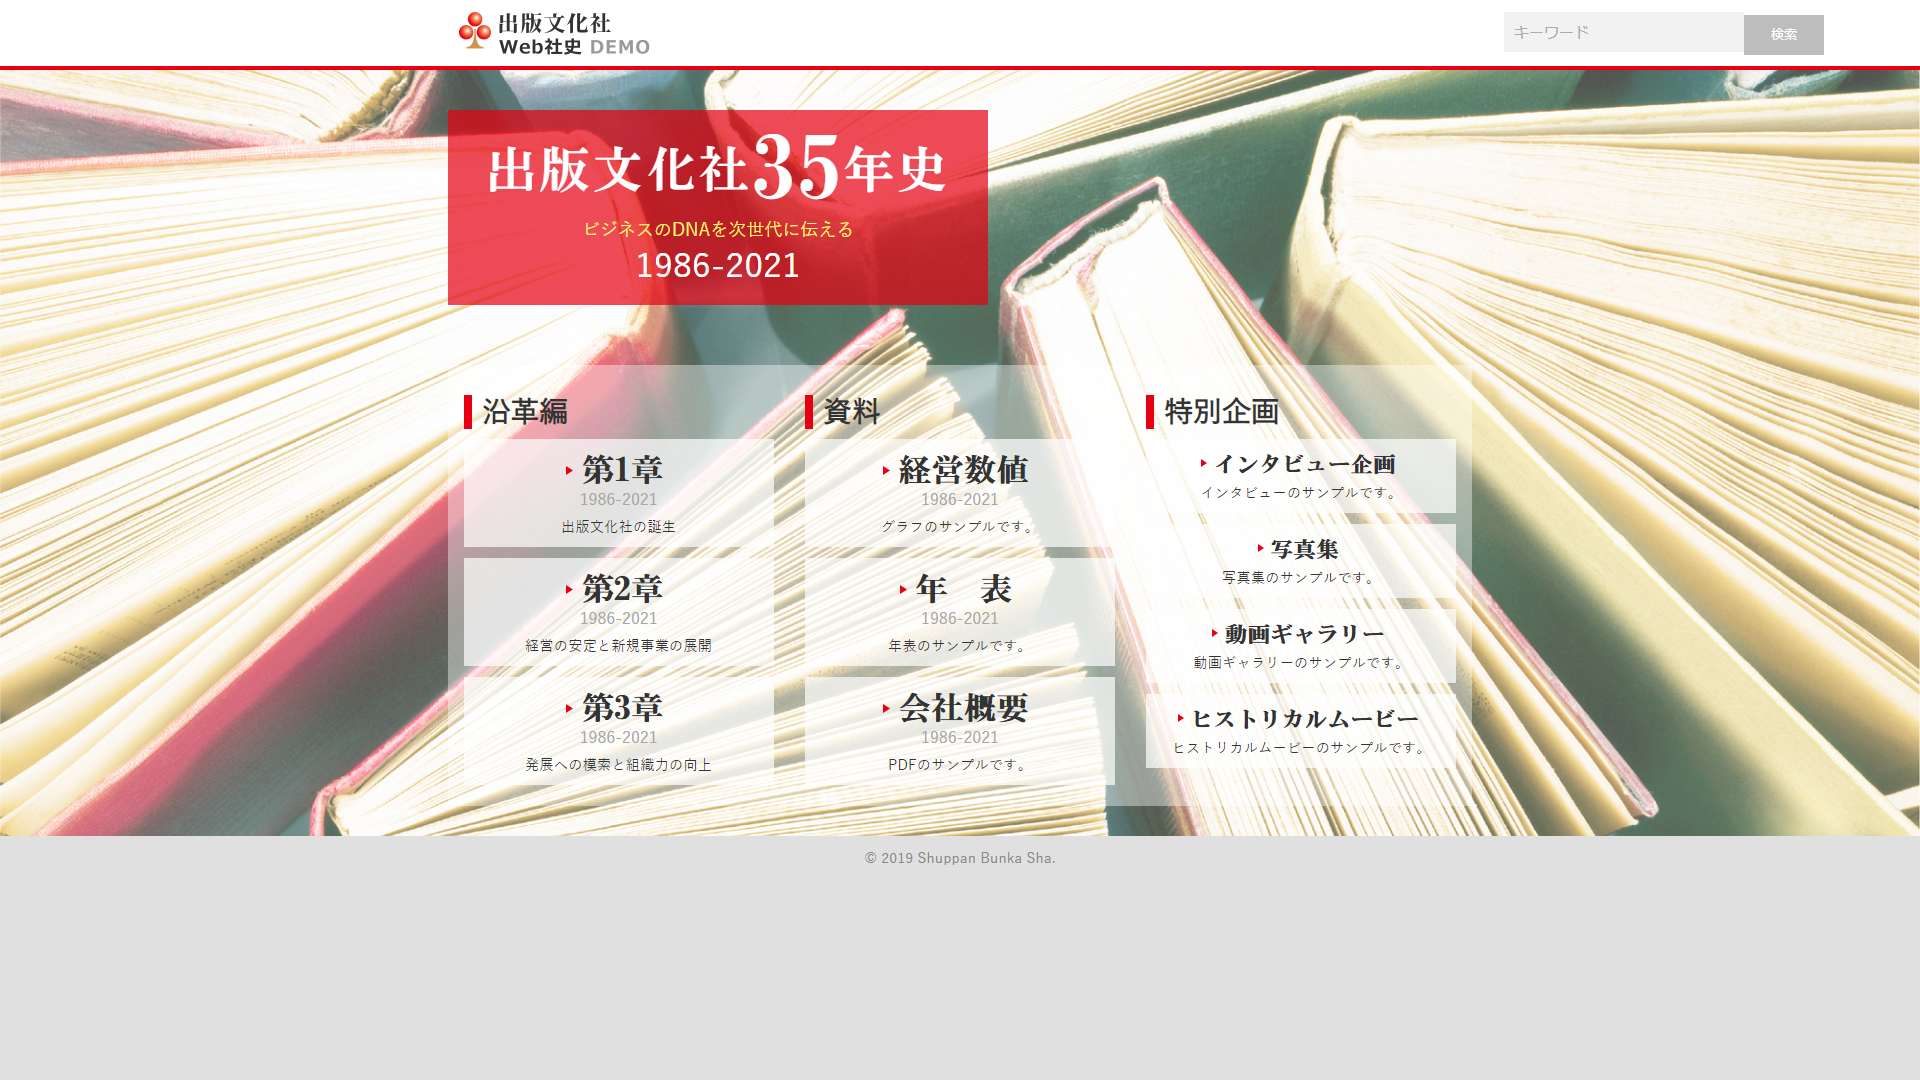 出版文化社
Web社史 DEMO
キーワード
検索
出版文化社35年史
ビジネスのDNAを次世代に伝える
1986-2021
沿革編
第1章
1986-2021
出版文化社の誕生
第2章
1986-2021
経営の安定と新規事業の展開
第3章
1986-2021
発展への模索と組織力の向上
資料
経営数値
1986-2021
グラフのサンプルです。
年　表
1986-2021
年表のサンプルです。
会社概要
1986-2021
PDFのサンプルです。
特別企画
インタビュー企画
インタビューのサンプルです。
写真集
写真集のサンプルです。
動画ギャラリー
動画ギャラリーのサンプルです。
ヒストリカルムービー
ヒストリカルムービーのサンプルです。
© 2019 Shuppan Bunka Sha.